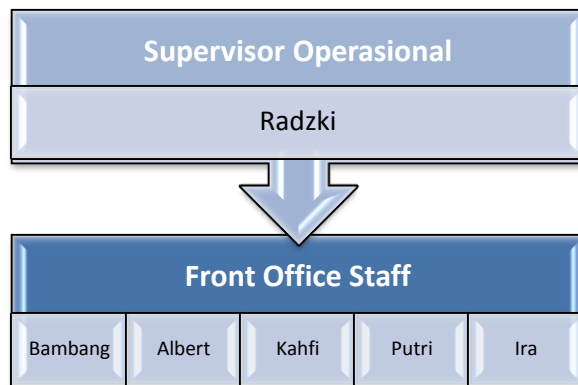 Supervisor Operasional
Radzki
Front Office Staff
Bambang Albert Kahfi Putri Ira